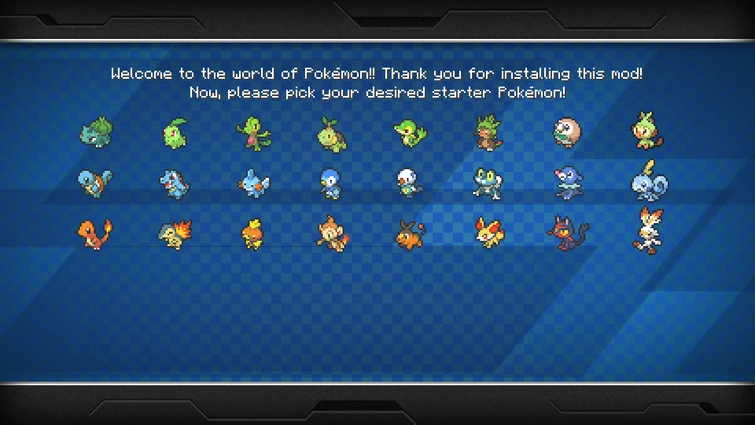 Welcome to the world of Pokémon!! Thank you for installing this mod!
Now, please pick your desired starter Pokémon!